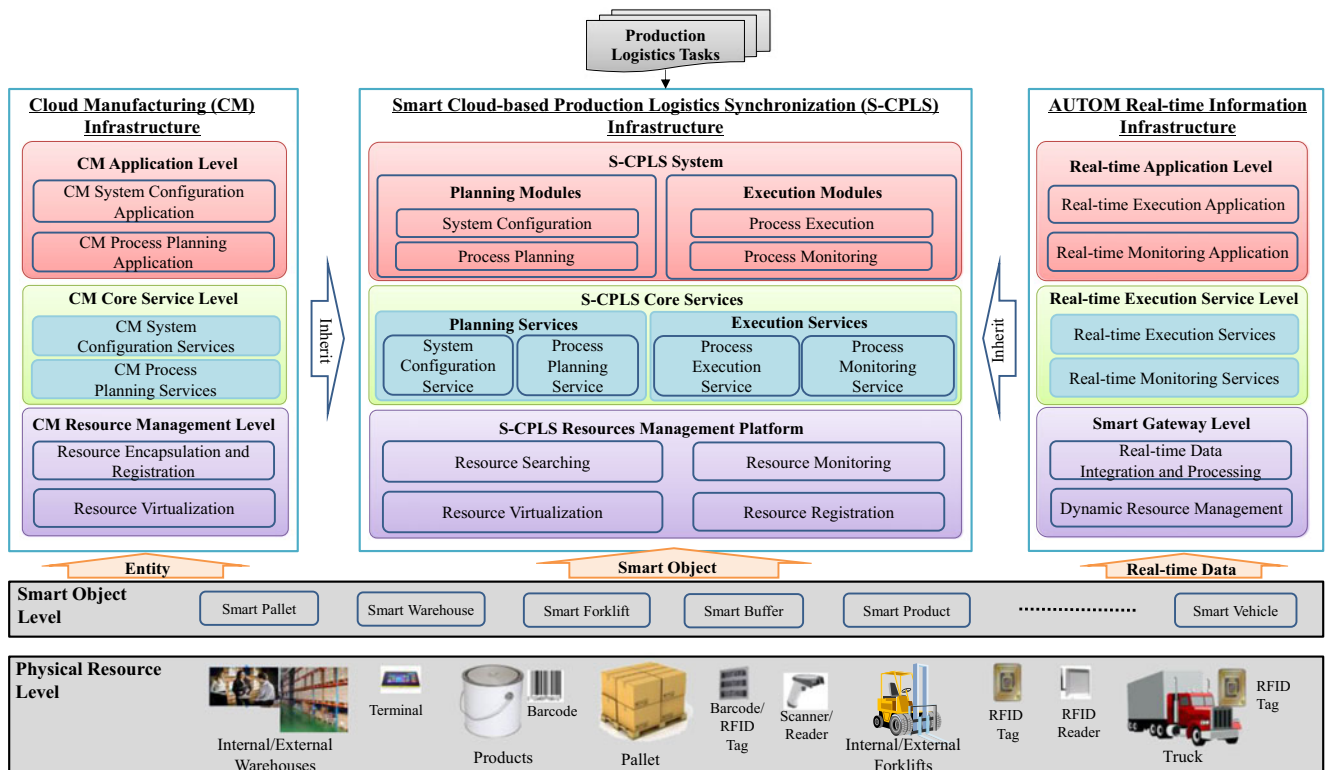 Production
Logistics Tasks
Cloud Manufacturing (CM)
Infrastructure
CM Application Level
CM System Configuration
Application
CM Process Planning
Application
CM Core Service Level
CM System
Configuration Services
CM Process
Planning Services
CM Resource Management Level
Resource Encapsulation and
Registration
Resource Virtualization
Inherit
Smart Cloud-based Production Logistics Synchronization (S-CPLS)
Infrastructure
S-CPLS System
Planning Modules
System Configuration
Process Planning
Execution Modules
Process Execution
Process Monitoring
S-CPLS Core Services
Planning Services
System
Configuration
Service
Process
Planning
Service
Execution Services
Process
Execution
Service
Process
Monitoring
Service
S-CPLS Resources Management Platform
Resource Searching
Resource Monitoring
Resource Virtualization
Resource Registration
Inherit
AUTOM Real-time Information
Infrastructure
Real-time Application Level
Real-time Execution Application
Real-time Monitoring Application
Real-time Execution Service Level
Real-time Execution Services
Real-time Monitoring Services
Smart Gateway Level
Real-time Data
Integration and Processing
Dynamic Resource Management
Entity
Smart Object
Real-time Data
Smart Object
Level
Smart Pallet
Smart Warehouse
Smart Forklift
Smart Buffer
Smart Product
Smart Vehicle
Physical Resource
Level
Internal/External
Warehouses
Terminal
Products
Barcode
Pallet
Barcode/
RFID
Tag
Scanner/
Reader
Internal/External
Forklifts
RFID
Tag
RFID
Reader
Truck
RFID
Tag